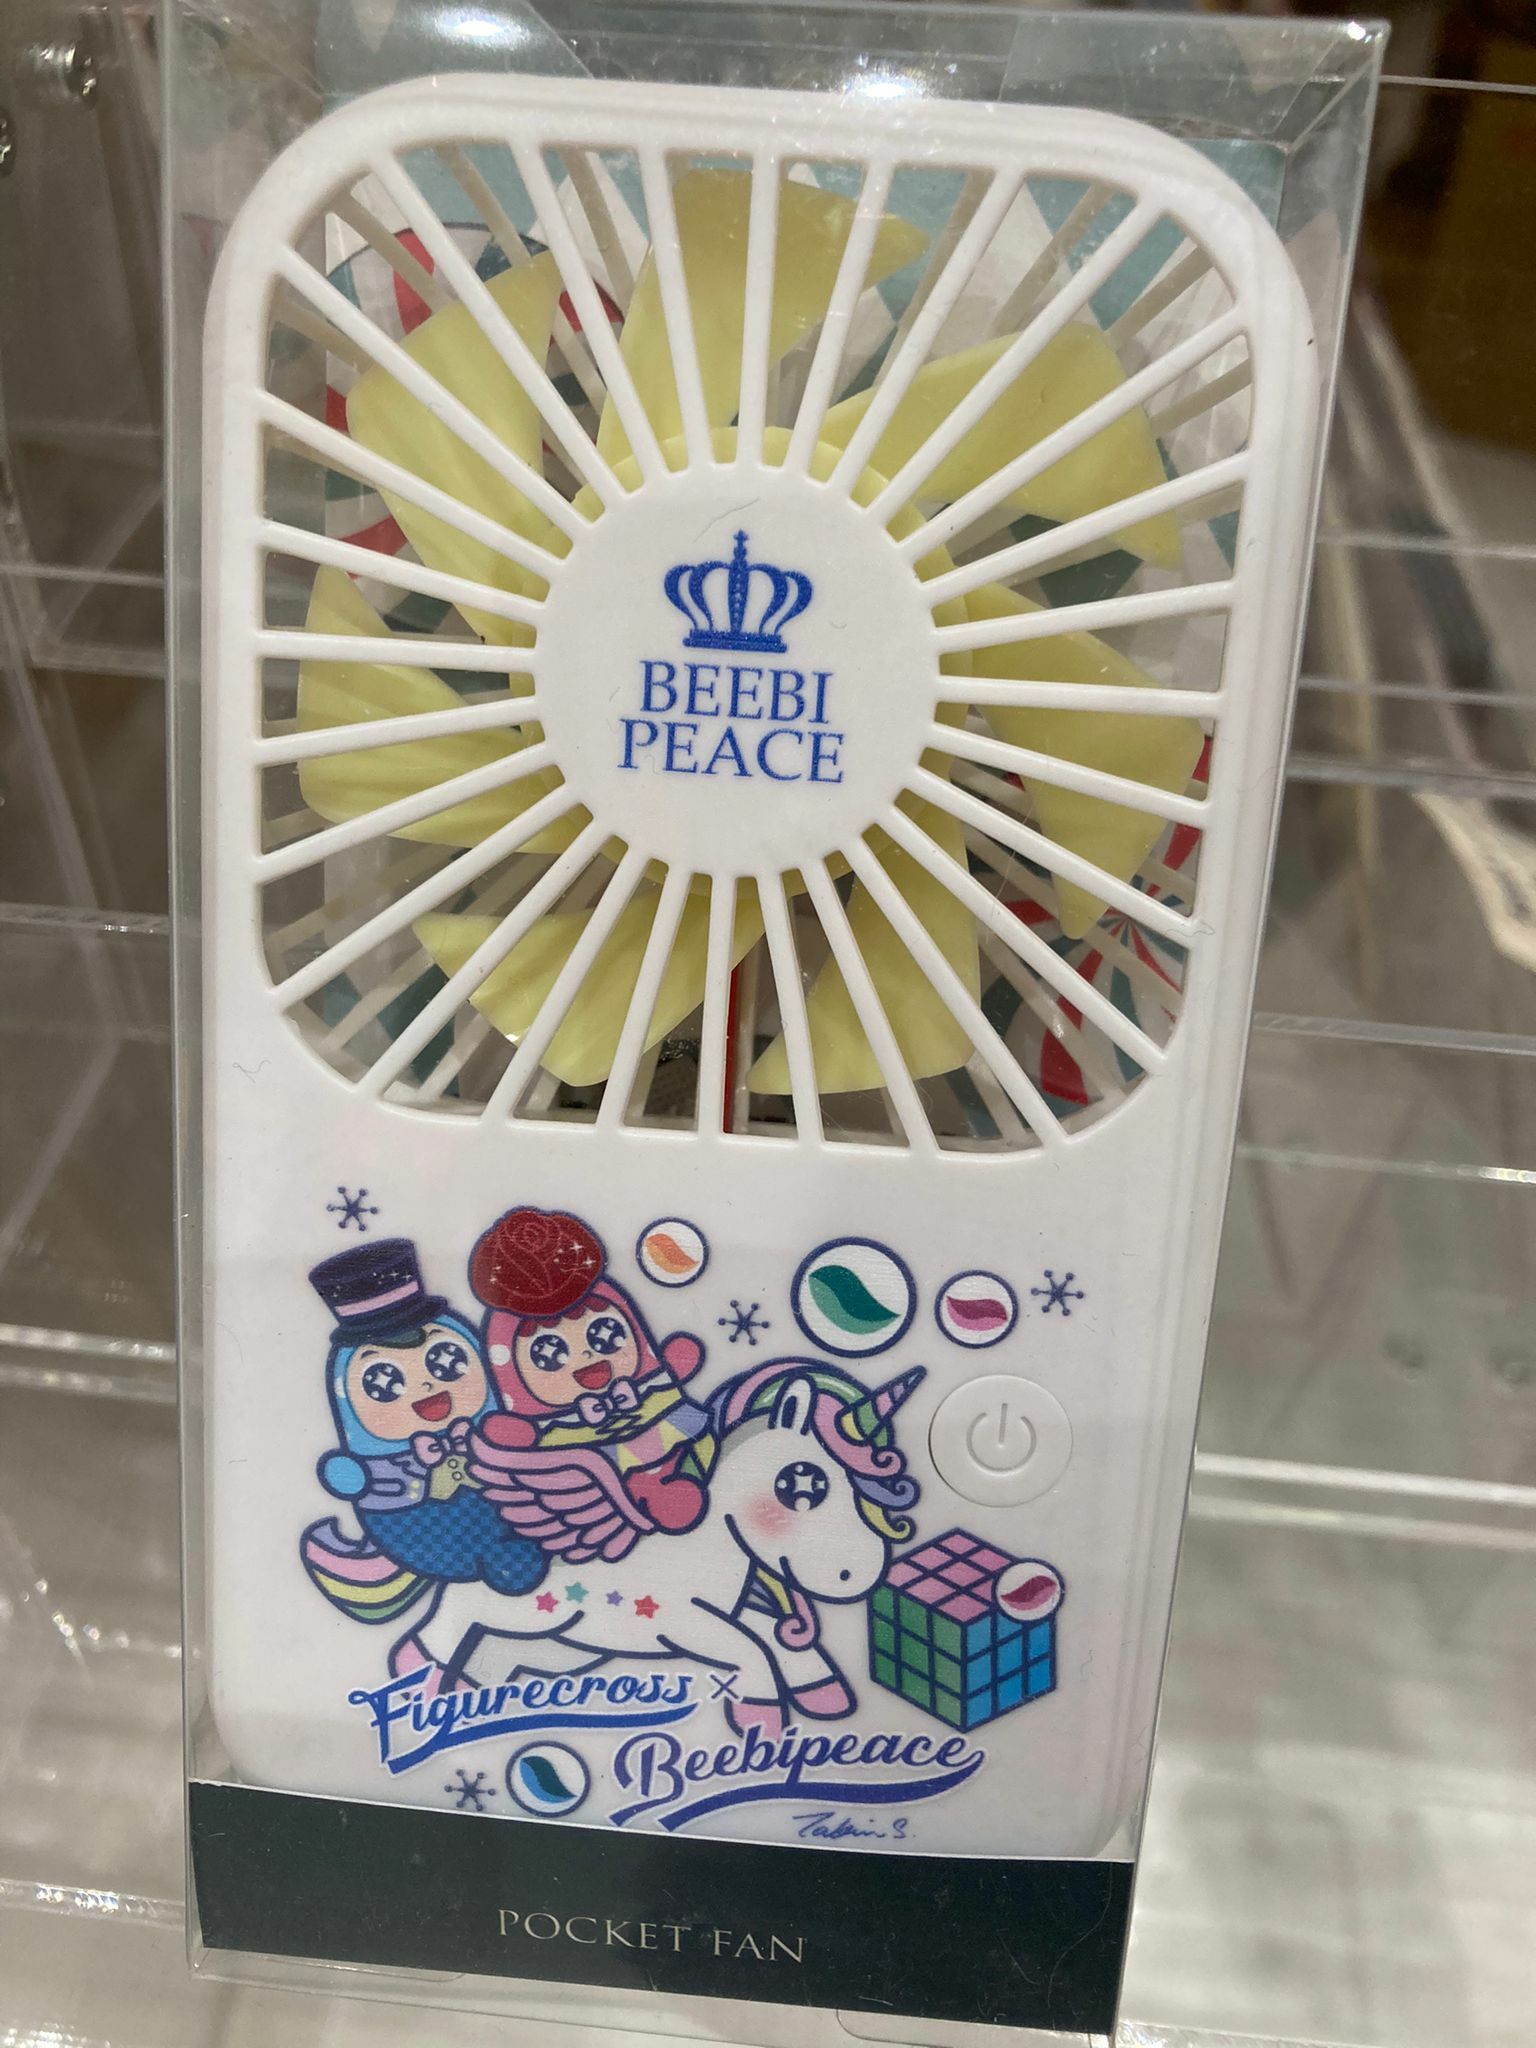 BEEBI
PEACE
Figurecross ×
Beebipeace
POCKET FAN